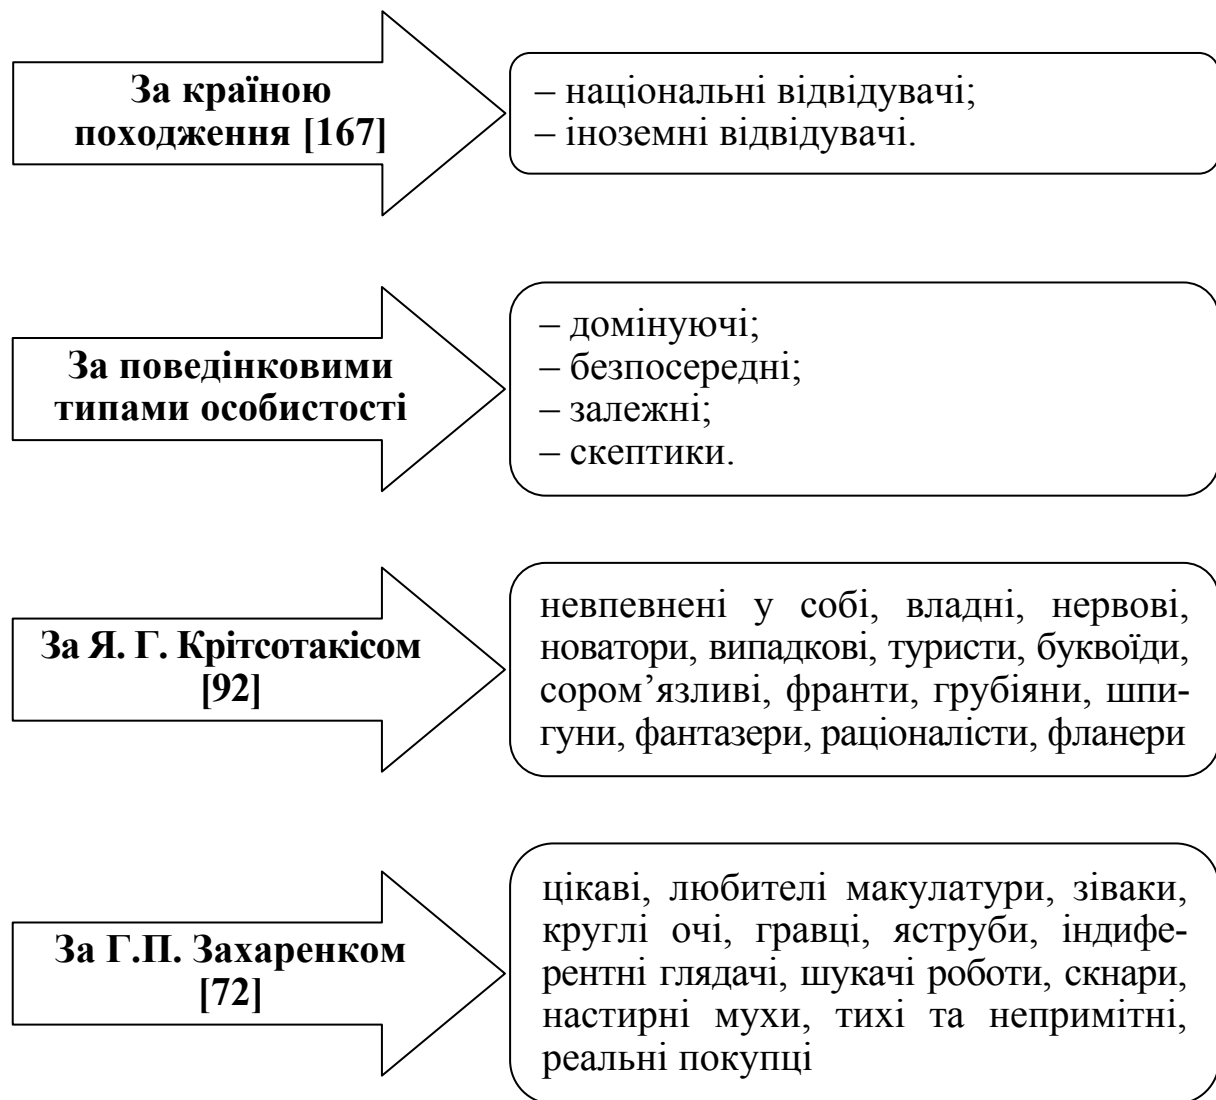 За країною
походження [167]
– національні відвідувачі;
– іноземні відвідувачі.
За поведінковими
типами особистості
– домінуючі;
– безпосередні;
– залежні;
– скептики.
За Я. Г. Крітсотакісом
[92]
невпевнені у собі, владні, нервові,
новатори, випадкові, туристи, буквоїди,
сором’язливі, франти, грубіяни, шпи-
гуни, фантазери, раціоналісти, фланери
За Г.П. Захаренком
[72]
цікаві, любителі макулатури, зіваки,
круглі очі, гравці, яструби, індифе-
рентні глядачі, шукачі роботи, скнари,
настирні мухи, тихі та непримітні,
реальні покупці